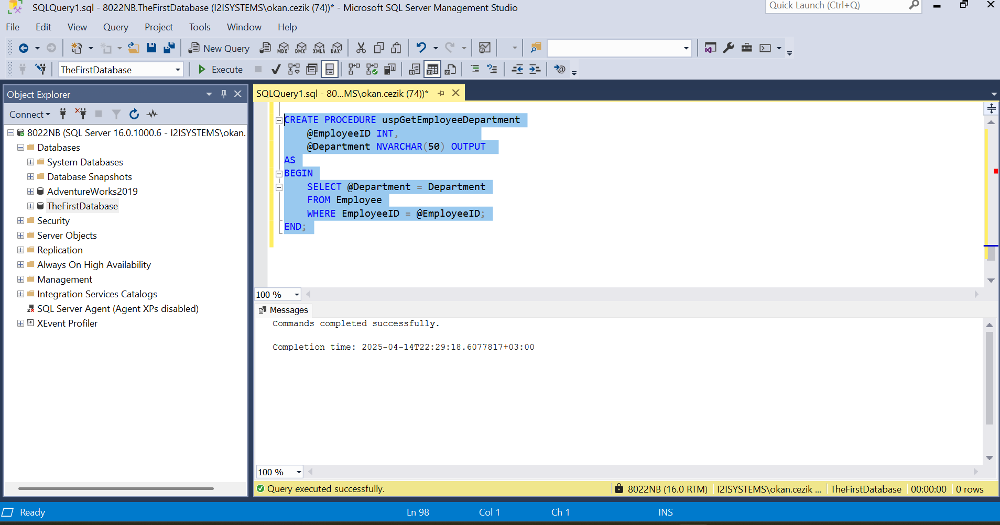 SQLQuery1.sql - 8022NB.TheFirstDatabase (I2ISYSTEMS\okan.cezik (74))* - Microsoft SQL Server Management Studio
Quick Launch (Ctrl+Q)
File Edit View Query Project Tools Window Help
New Query MDX DMX XMLA DAX
TheFirstDatabase Execute
Object Explorer
Connect
8022NB (SQL Server 16.0.1000.6 - I2ISYSTEMS\okan.
Databases
System Databases
Database Snapshots
AdventureWorks2019
TheFirstDatabase
Security
Server Objects
Replication
Always On High Availability
Management
Integration Services Catalogs
SQL Server Agent (Agent XPs disabled)
XEvent Profiler
SQLQuery1.sql - 80...MS\okan.cezik (74))*
CREATE PROCEDURE uspGetEmployeeDepartment
@EmployeeID INT,
@Department NVARCHAR(50) OUTPUT
AS
BEGIN
SELECT @Department = Department
FROM Employee
WHERE EmployeeID = @EmployeeID;
END;
100 %
Messages
Commands completed successfully.
Completion time: 2025-04-14T22:29:18.6077817+03:00
100 %
Query executed successfully. 8022NB (16.0 RTM) I2ISYSTEMS\okan.cezik ... TheFirstDatabase 00:00:00 0 rows
Ready Ln 98 Col 1 Ch 1 INS